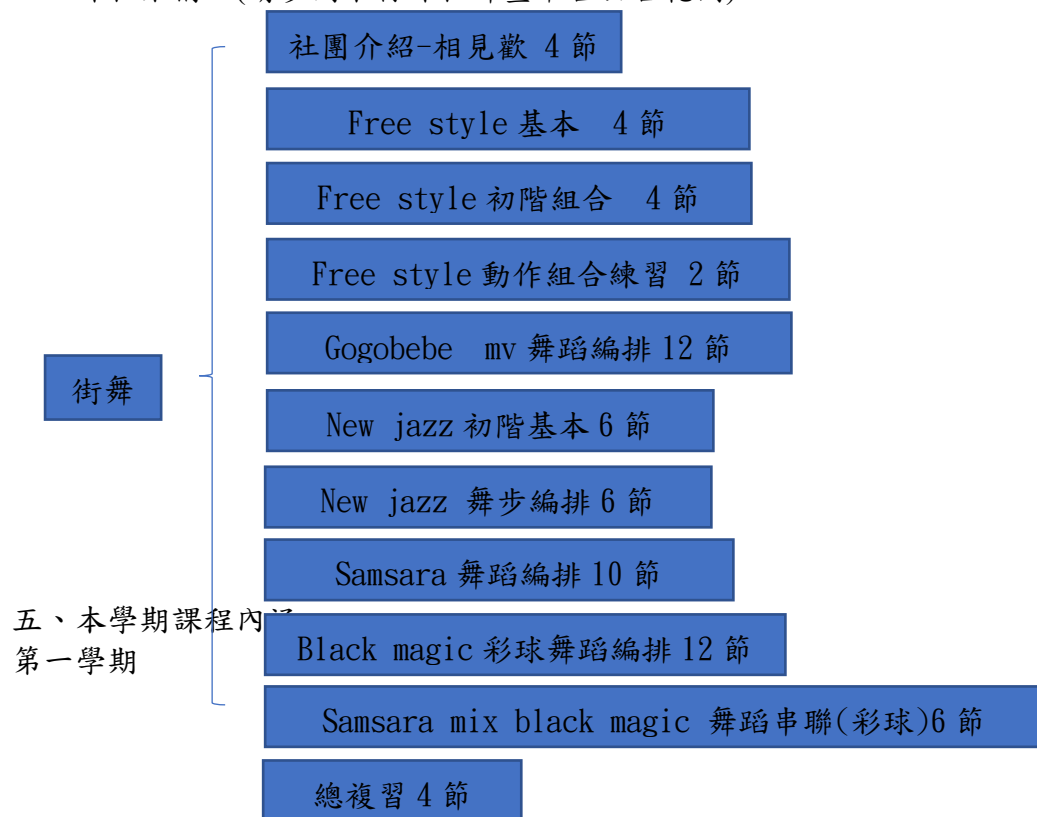 社團介紹-相見歡 4 節
Free style 基本 4 節
Free style 初階組合 4 節
Free style 動作組合練習 2 節
Gogobebe mv 舞蹈編排 12 節
街舞
New jazz 初階基本 6 節
New jazz 舞步編排 6 節
Samsara 舞蹈編排 10 節
五、本學期課程內
第一學期
Black magic 彩球舞蹈編排 12 節
Samsara mix black magic 舞蹈串聯(彩球)6 節
總複習 4 節